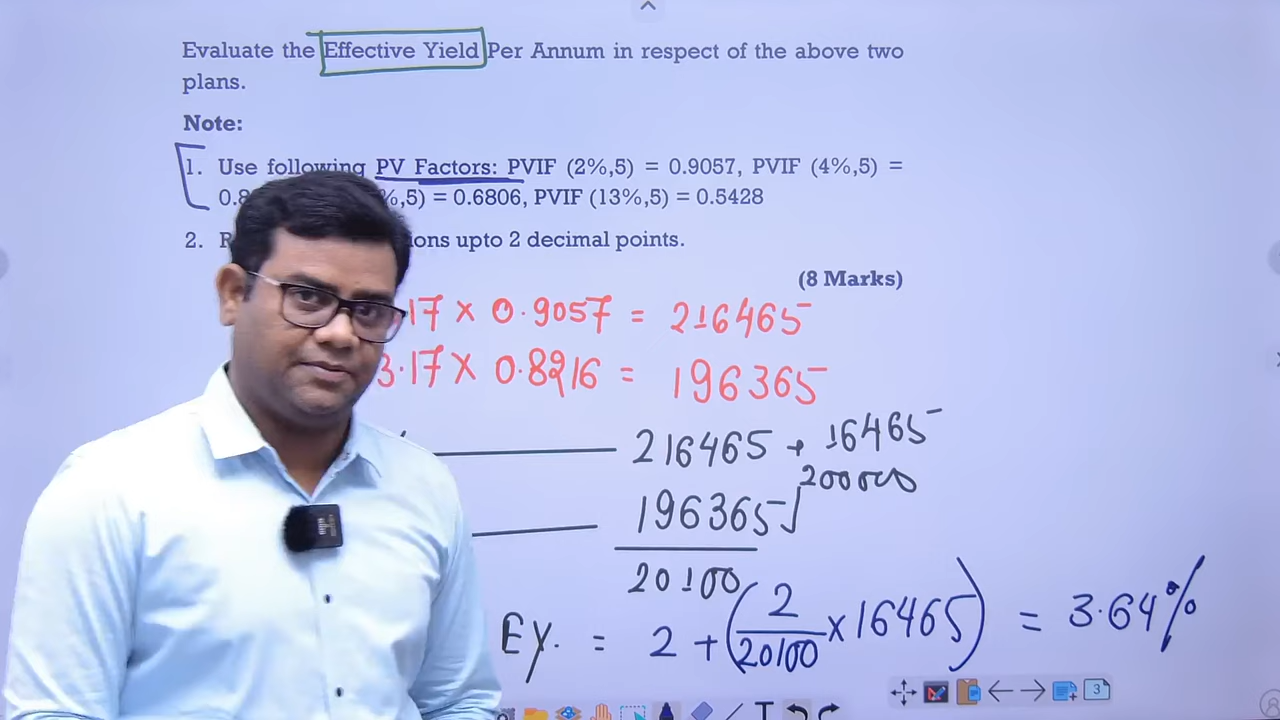 Evaluate the Effective Yield Per Annum in respect of the above two
plans.
Note:
1. Use following PV Factors: PVIF (2%,5) = 0.9057, PVIF (4%,5) =
0.8 %,5) = 0.6806, PVIF (13%,5) = 0.5428
2. R ions upto 2 decimal points.
(8 Marks)
.17 × 0.9057 = 216465
3.17 × 0.8216 = 196365
216465 → 16465
200000
196365
20100
EY. = 2 + (2/20100 × 16465) = 3.64%
3